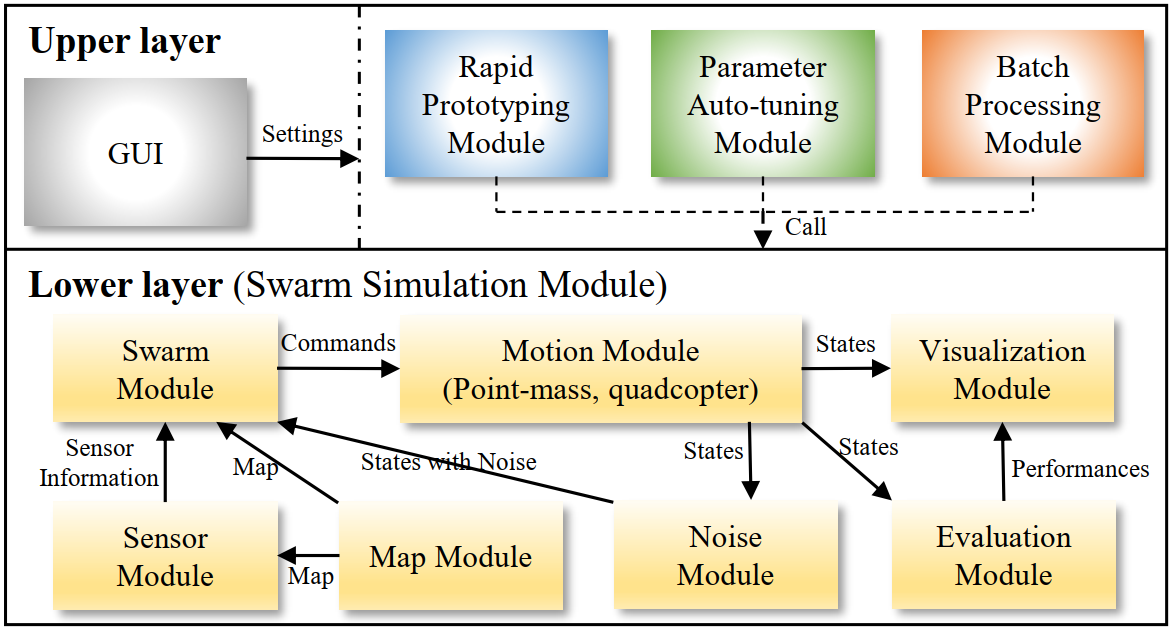 Upper layer
GUI
Settings
Rapid
Prototyping
Module
Parameter
Auto-tuning
Module
Batch
Processing
Module
Call
Lower layer (Swarm Simulation Module)
Swarm
Module
Commands
Motion Module
(Point-mass, quadcopter)
States
Visualization
Module
Sensor
Information
Map
States with Noise
States
States
Performances
Sensor
Module
Map
Map Module
Noise
Module
Evaluation
Module